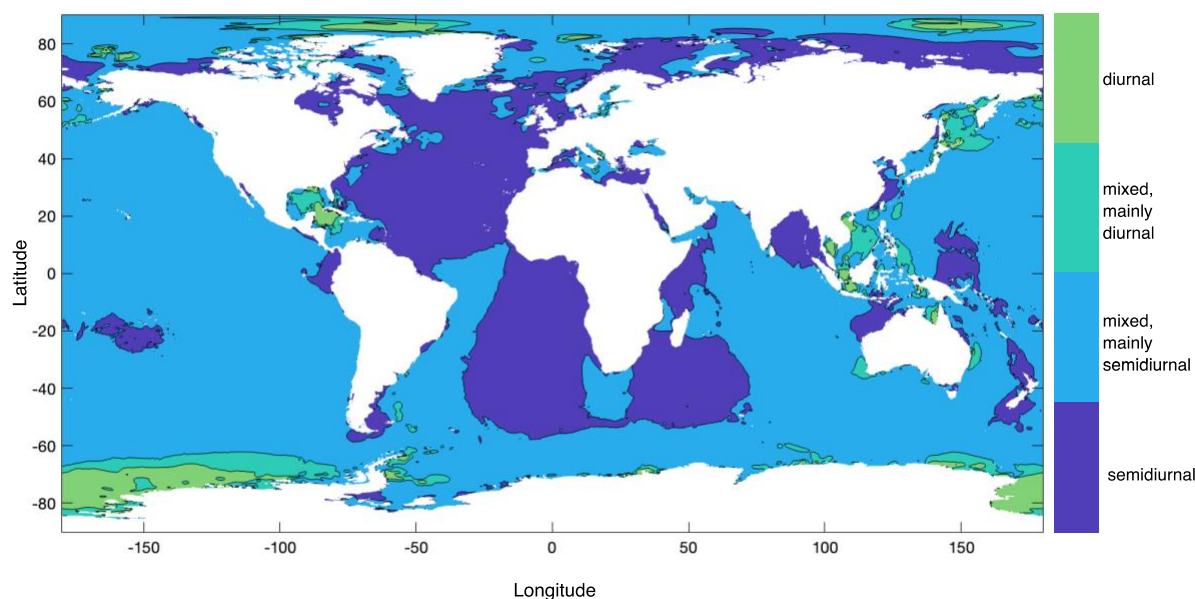 80
60
40
20
0
-20
-40
-60
-80
Latitude
-150
-100
-50
0
50
100
150
Longitude
diurnal
mixed,
mainly
diurnal
mixed,
mainly
semidiurnal
semidiurnal